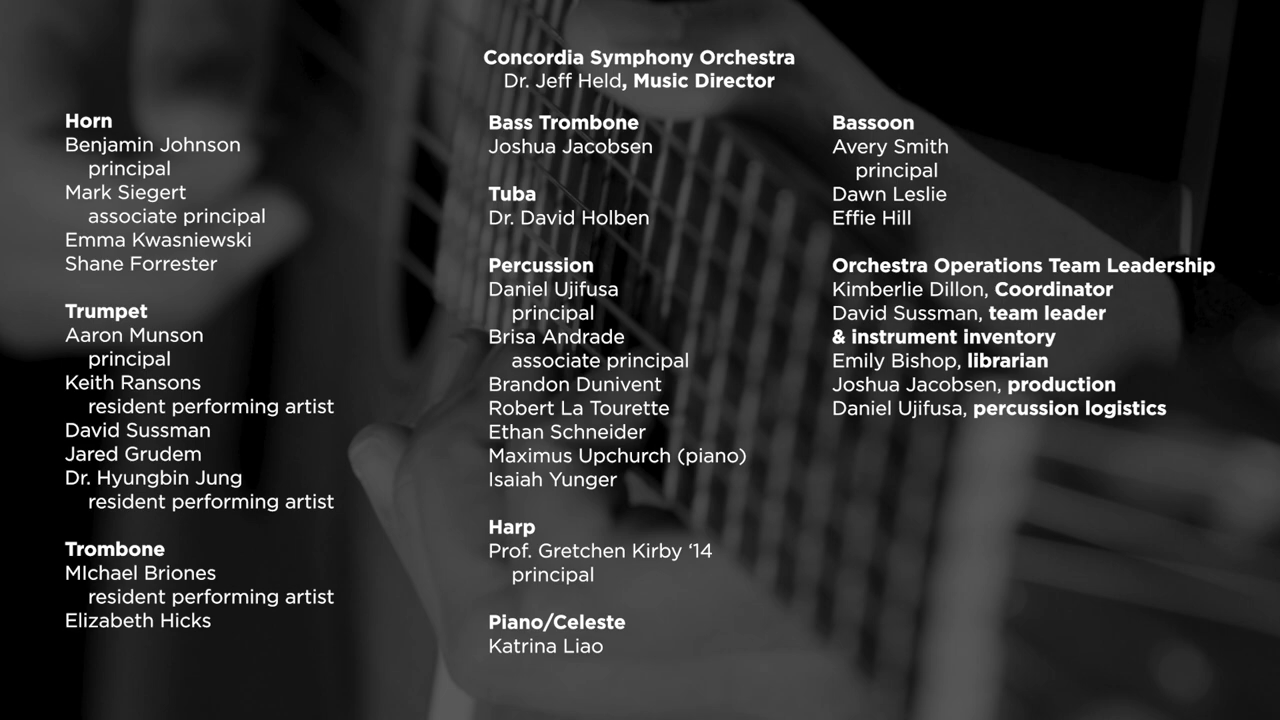 Concordia Symphony Orchestra
Dr. Jeff Held, Music Director
Horn
Benjamin Johnson
principal
Mark Siegert
associate principal
Emma Kwasniewski
Shane Forrester
Trumpet
Aaron Munson
principal
Keith Ransons
resident performing artist
David Sussman
Jared Grudem
Dr. Hyungbin Jung
resident performing artist
Trombone
MIchael Briones
resident performing artist
Elizabeth Hicks
Bass Trombone
Joshua Jacobsen
Tuba
Dr. David Holben
Percussion
Daniel Ujifusa
principal
Brisa Andrade
associate principal
Brandon Dunivent
Robert La Tourette
Ethan Schneider
Maximus Upchurch (piano)
Isaiah Yunger
Harp
Prof. Gretchen Kirby ‘14
principal
Piano/Celeste
Katrina Liao
Bassoon
Avery Smith
principal
Dawn Leslie
Effie Hill
Orchestra Operations Team Leadership
Kimberlie Dillon, Coordinator
David Sussman, team leader
& instrument inventory
Emily Bishop, librarian
Joshua Jacobsen, production
Daniel Ujifusa, percussion logistics